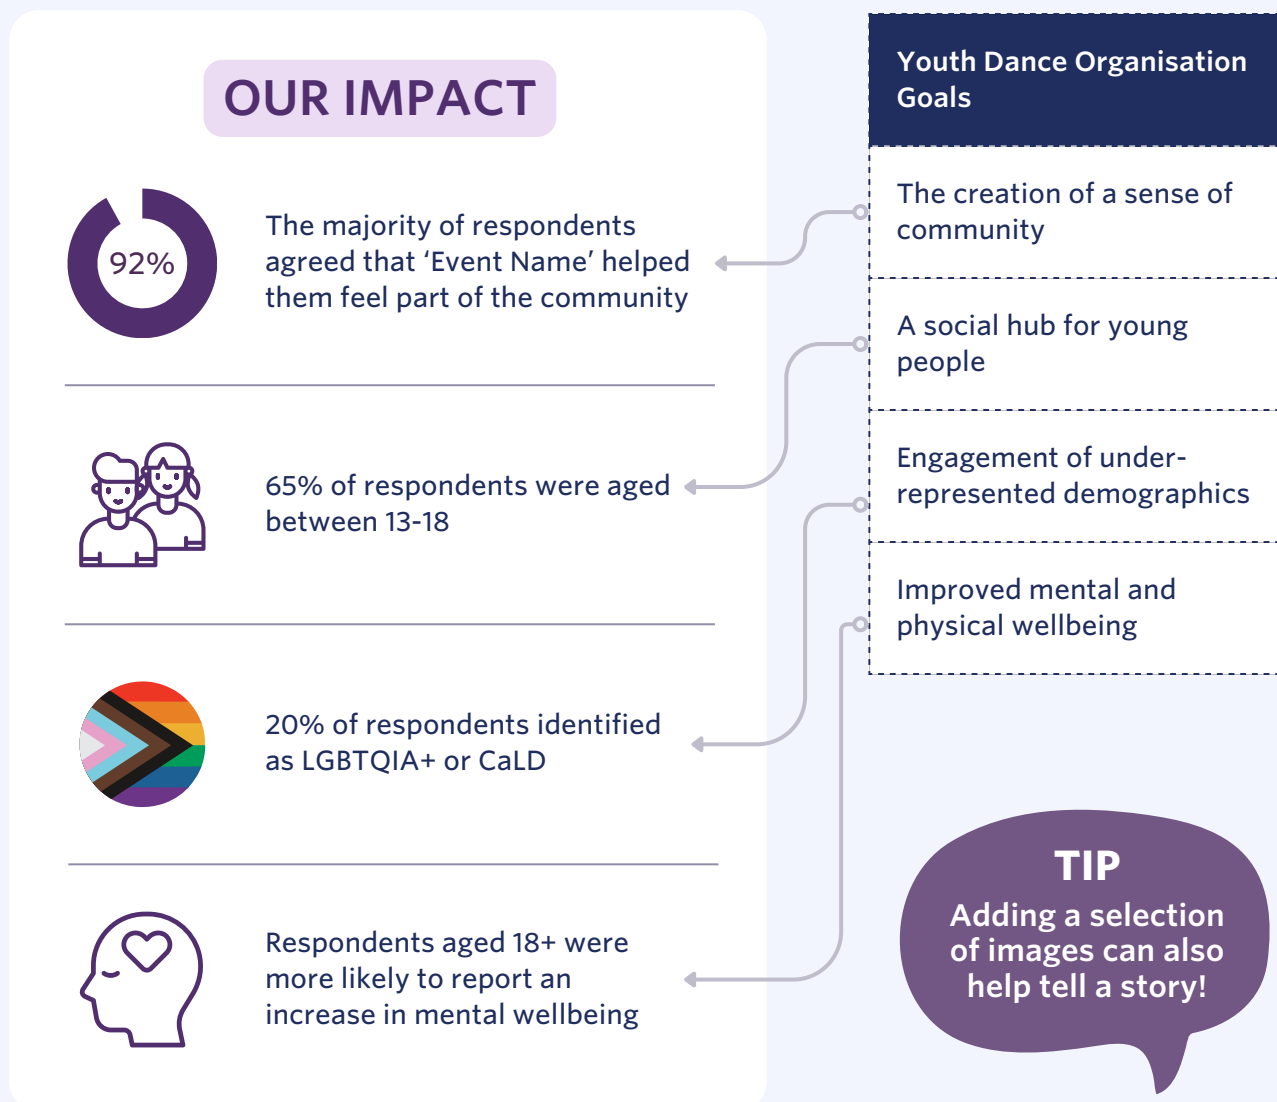 OUR IMPACT
92%
The majority of respondents
agreed that ‘Event Name’ helped
them feel part of the community
65% of respondents were aged
between 13-18
20% of respondents identified
as LGBTQIA+ or CaLD
Respondents aged 18+ were
more likely to report an
increase in mental wellbeing
Youth Dance Organisation
Goals
The creation of a sense of
community
A social hub for young
people
Engagement of under-
represented demographics
Improved mental and
physical wellbeing
TIP
Adding a selection
of images can also
help tell a story!